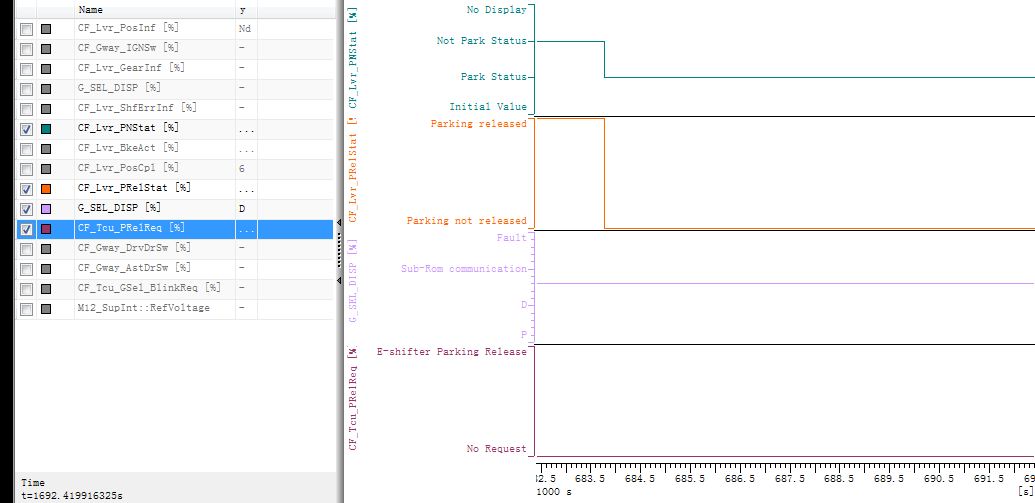 Name y
CF_Lvr_PosInf [%] Nd
CF_Gway_IGNSw [%] -
CF_Lvr_GearInf [%] -
G_SEL_DISP [%] -
CF_Lvr_ShfErrInf [%] -
CF_Lvr_PNStat [%] ...
CF_Lvr_BkeAct [%] ...
CF_Lvr_PosCpl [%] 6
CF_Lvr_PRelStat [%] ...
G_SEL_DISP [%] D
CF_Tcu_PRelReq [%] ...
CF_Gway_DrvDrSw [%] -
CF_Gway_AstDrSw [%] -
CF_Tcu_GSel_BlinkReq [%] -
M12_SupInt::RefVoltage -
Time
t=1692.419916325s
CF_Lvr_PNStat [%]
No Display
Not Park Status
Park Status
Initial Value
CF_Lvr_PRelStat [%
Parking released
Parking not released
G_SEL_DISP [%]
Fault
Sub-Rom communication
D
P
CF_Tcu_PRelReq [%
E-shifter Parking Release
No Request
32.5 683.5 684.5 685.5 686.5 687.5 688.5 689.5 690.5 691.5 69
1000 s [s]